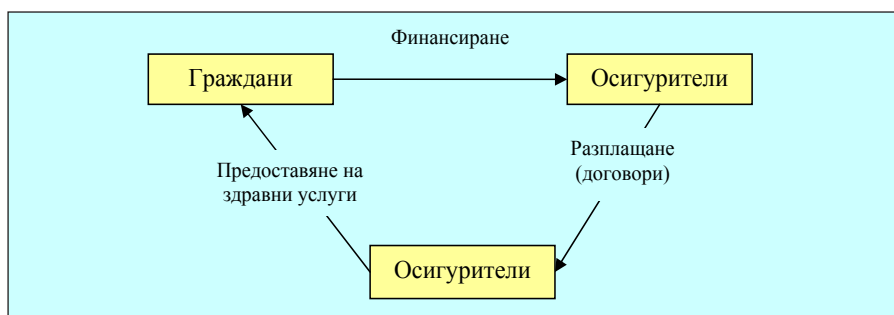 Финансиране
Граждани
Осигурители
Разплащане
(договори)
Предоставяне на
здравни услуги
Осигурители